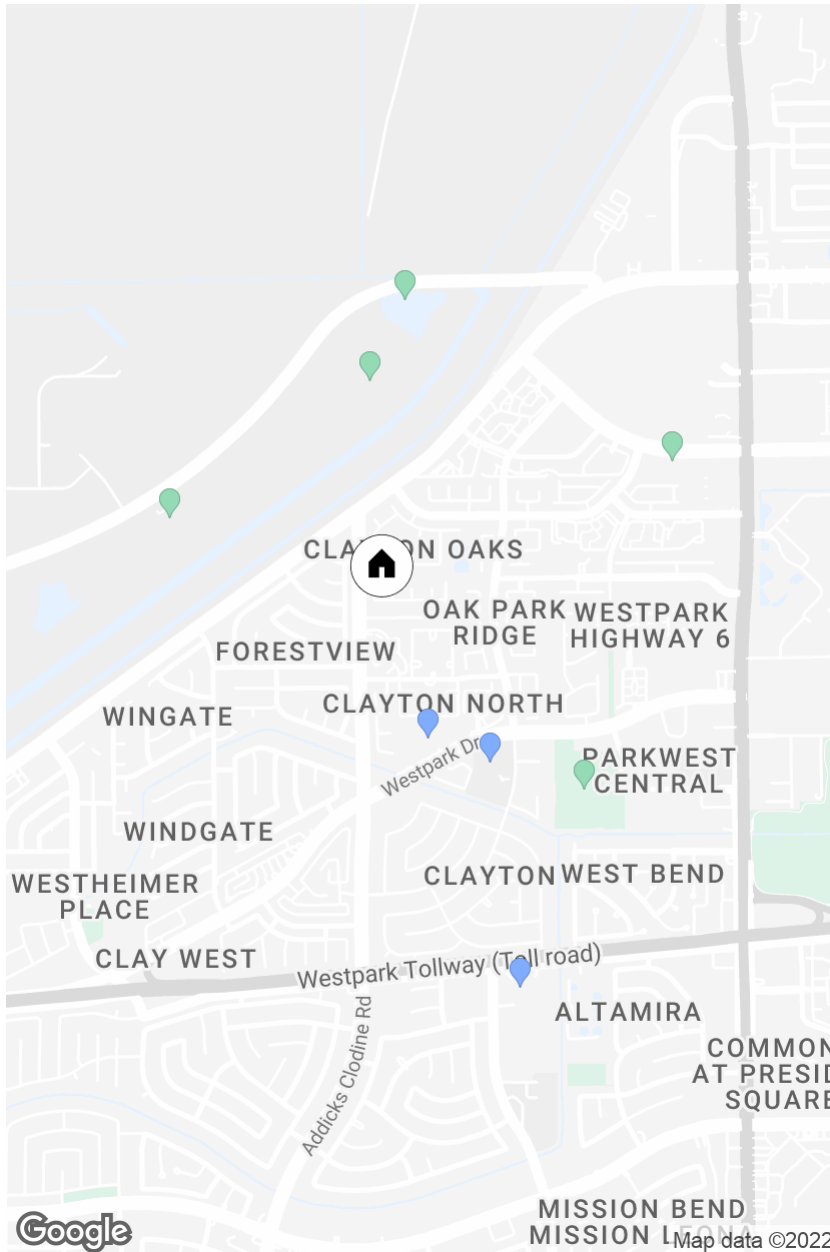 CLAYTON OAKS
OAK PARK
RIDGE
WESTPARK
HIGHWAY 6
FORESTVIEW
CLAYTON NORTH
WINGATE
Westpark Dr
PARKWEST
CENTRAL
WINDGATE
WESTHEIMER
PLACE
CLAYTON
WEST BEND
CLAY WEST
Westpark Tollway (Toll road)
ALTAMIRA
Addicks Clodine Rd
COMMON
AT PRESID
SQUARE
MISSION BEND
MISSION LEONA
Google
Map data ©2022